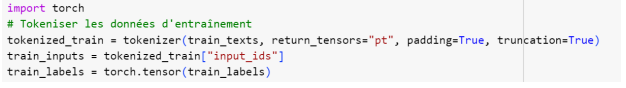 import torch
# Tokeniser les données d'entraînement
tokenized_train = tokenizer(train_texts, return_tensors="pt", padding=True, truncation=True)
train_inputs = tokenized_train["input_ids"]
train_labels = torch.tensor(train_labels)